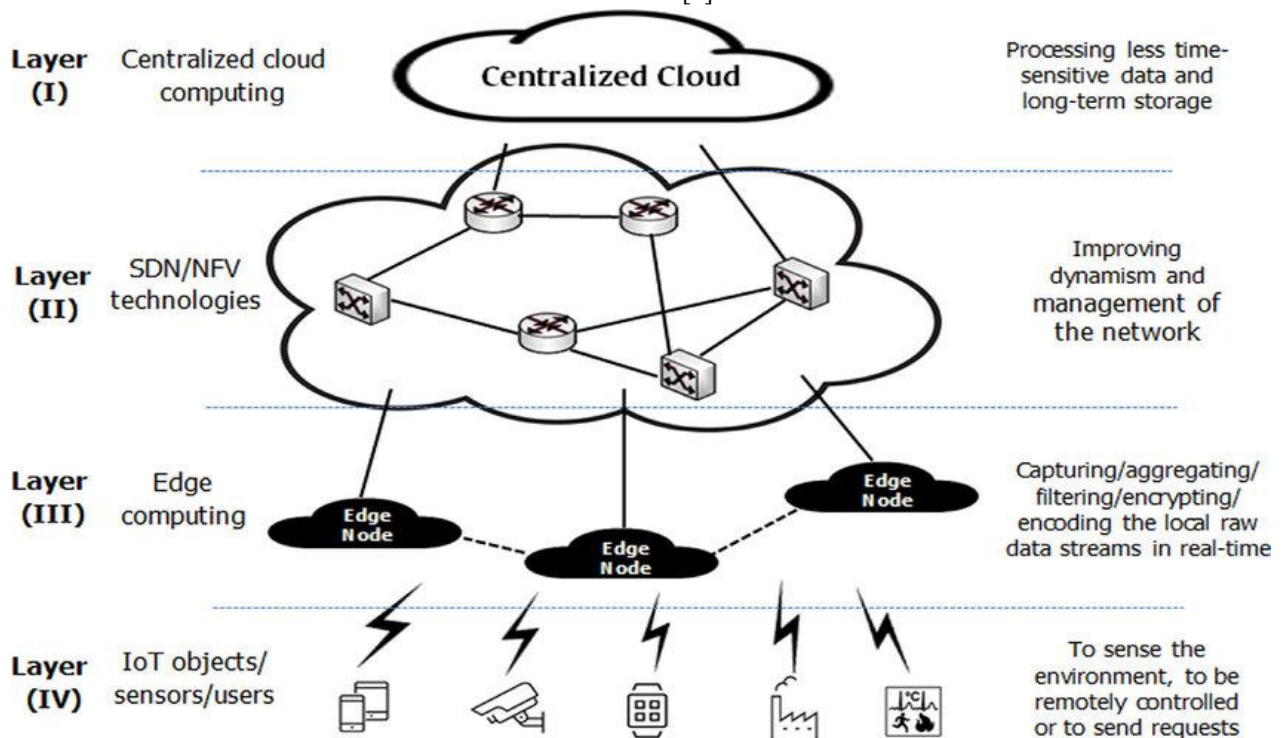 Layer
(I)
Centralized cloud
computing
Centralized Cloud
Processing less time-
sensitive data and
long-term storage
Layer
(II)
SDN/NFV
technologies
Improving
dynamism and
management of
the network
Layer
(III)
Edge
computing
Edge
Node
Edge
Node
Edge
Node
Capturing/aggregating/
filtering/encrypting/
encoding the local raw
data streams in real-time
Layer
(IV)
IoT objects/
sensors/users
°C
To sense the
environment, to be
remotely controlled
or to send requests